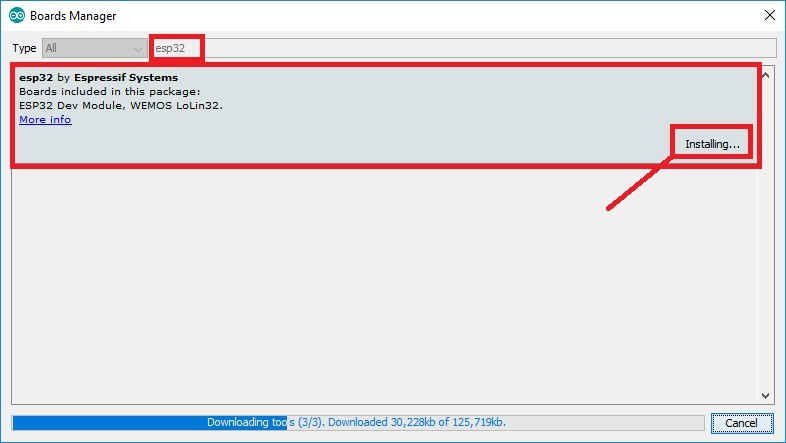 Boards Manager
Type All esp32
esp32 by Espressif Systems
Boards included in this package:
ESP32 Dev Module, WEMOS LoLin32.
More info
Installing...
Downloading tools (3/3). Downloaded 30,228kb of 125,719kb.
Cancel